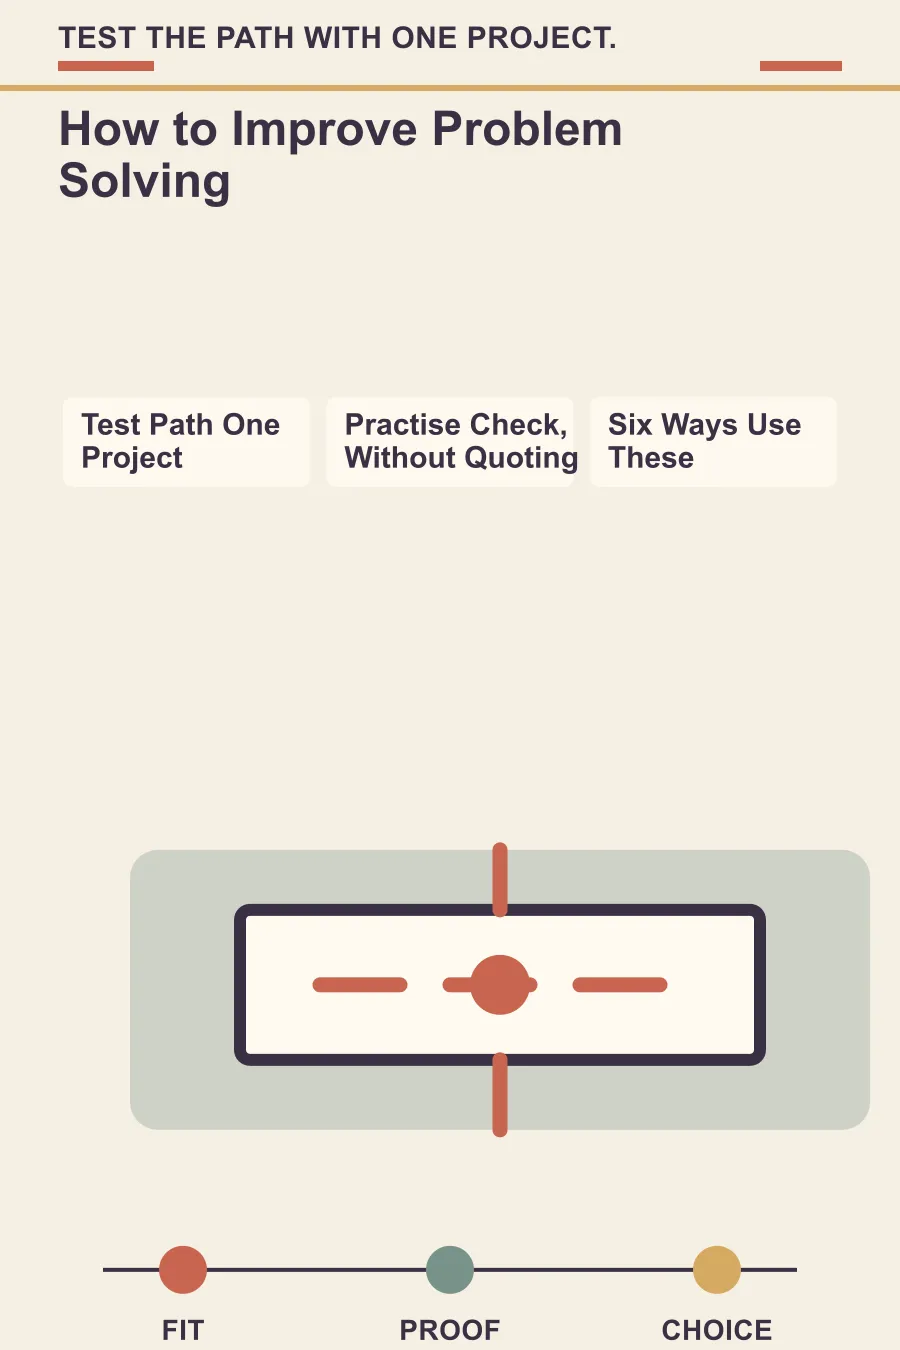 TEST THE PATH WITH ONE PROJECT.
How to Improve Problem
Solving
Test Path One
Project
Practise Check,
Without Quoting
Six Ways Use
These
FIT
PROOF
CHOICE